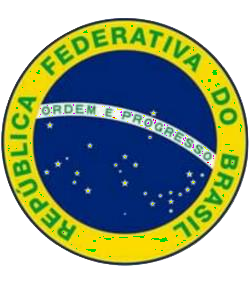 REPÚBLICA FEDERATIVA DO BRASIL
ORDEM E PROGRESSO